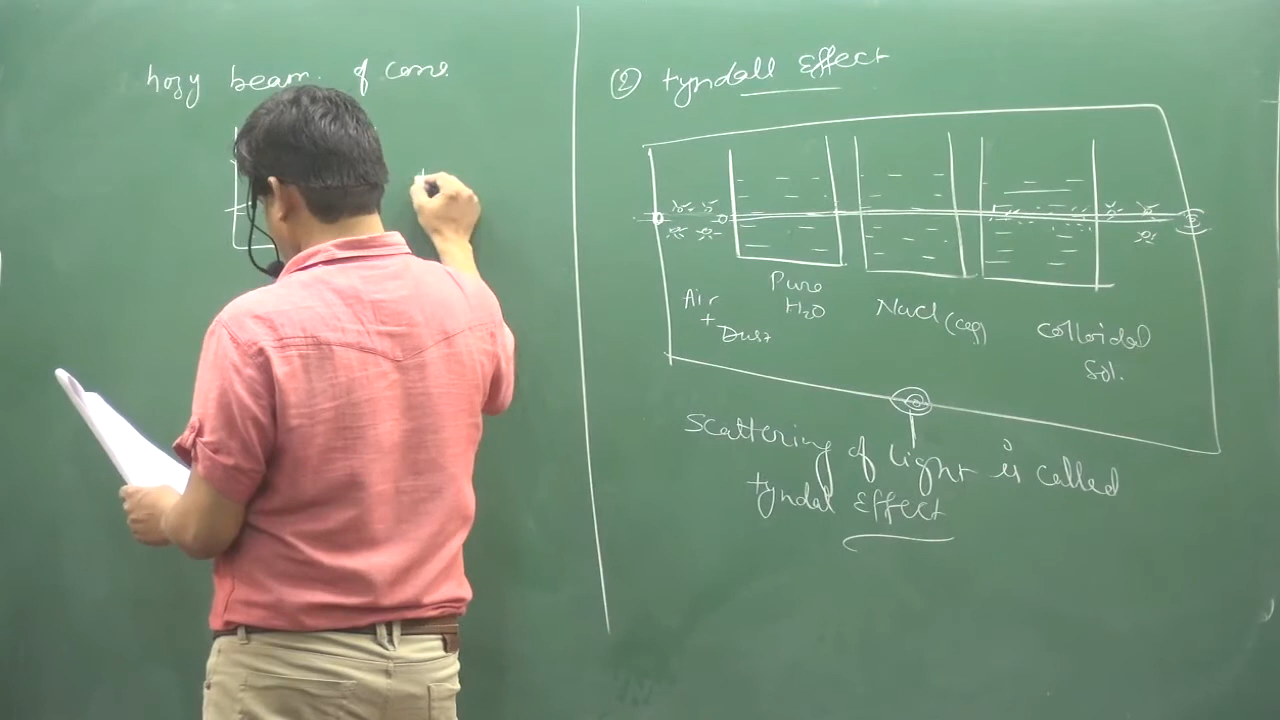 hozy beam of cone
② tyndall effect
Air
+
Dust
Pure
H₂O
Nacl (aq)
Colloidal
Sol.
Scattering of light is called
tyndal effect